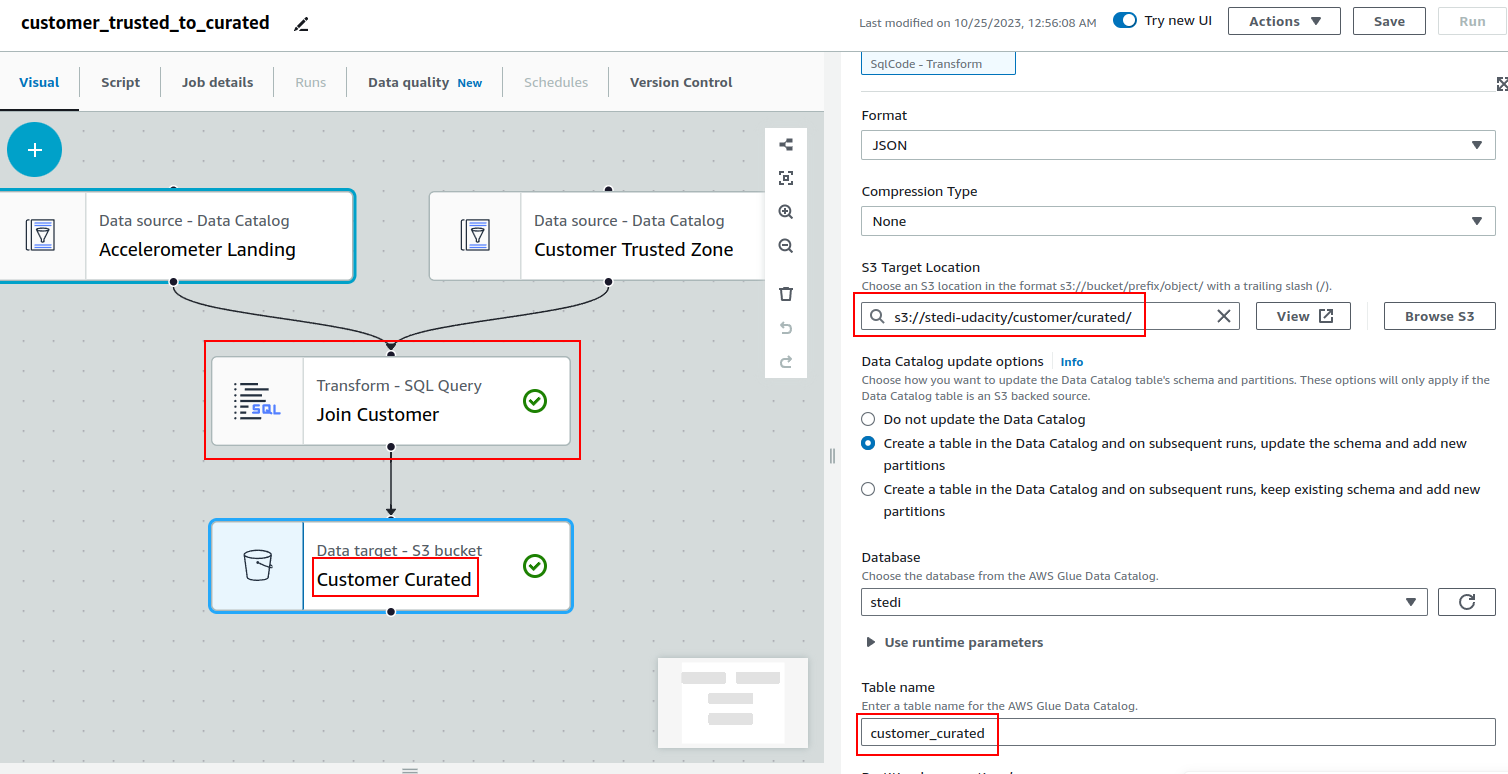 customer_trusted_to_curated
Last modified on 10/25/2023, 12:56:08 AM
Try new UI
Actions
Save
Run
Visual
Script
Job details
Runs
Data quality New
Schedules
Version Control
Data source - Data Catalog
Accelerometer Landing
Data source - Data Catalog
Customer Trusted Zone
Transform - SQL Query
Join Customer
SQL
Data target - S3 bucket
Customer Curated
SqlCode - Transform
Format
JSON
Compression Type
None
S3 Target Location
Choose an S3 location in the format s3://bucket/prefix/object/ with a trailing slash (/).
s3://stedi-udacity/customer/curated/
View
Browse S3
Data Catalog update options
Info
Choose how you want to update the Data Catalog table's schema and partitions. These options will only apply if the
Data Catalog table is an S3 backed source.
Do not update the Data Catalog
Create a table in the Data Catalog and on subsequent runs, update the schema and add new
partitions
Create a table in the Data Catalog and on subsequent runs, keep existing schema and add new
partitions
Database
Choose the database from the AWS Glue Data Catalog.
stedi
Use runtime parameters
Table name
Enter a table name for the AWS Glue Data Catalog.
customer_curated